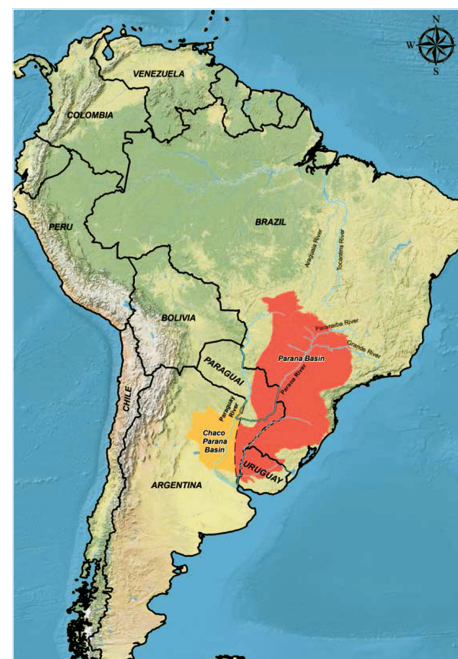 N
W
E
S
VENEZUELA
COLOMBIA
PERU
BRAZIL
Araguaia River
Tocantins River
BOLIVIA
Paranaiba River
Grande River
Parana Basin
PARAGUAI
Parana River
CHILE
Paraguay
River
Chaco
Parana
Basin
URUGUAY
ARGENTINA